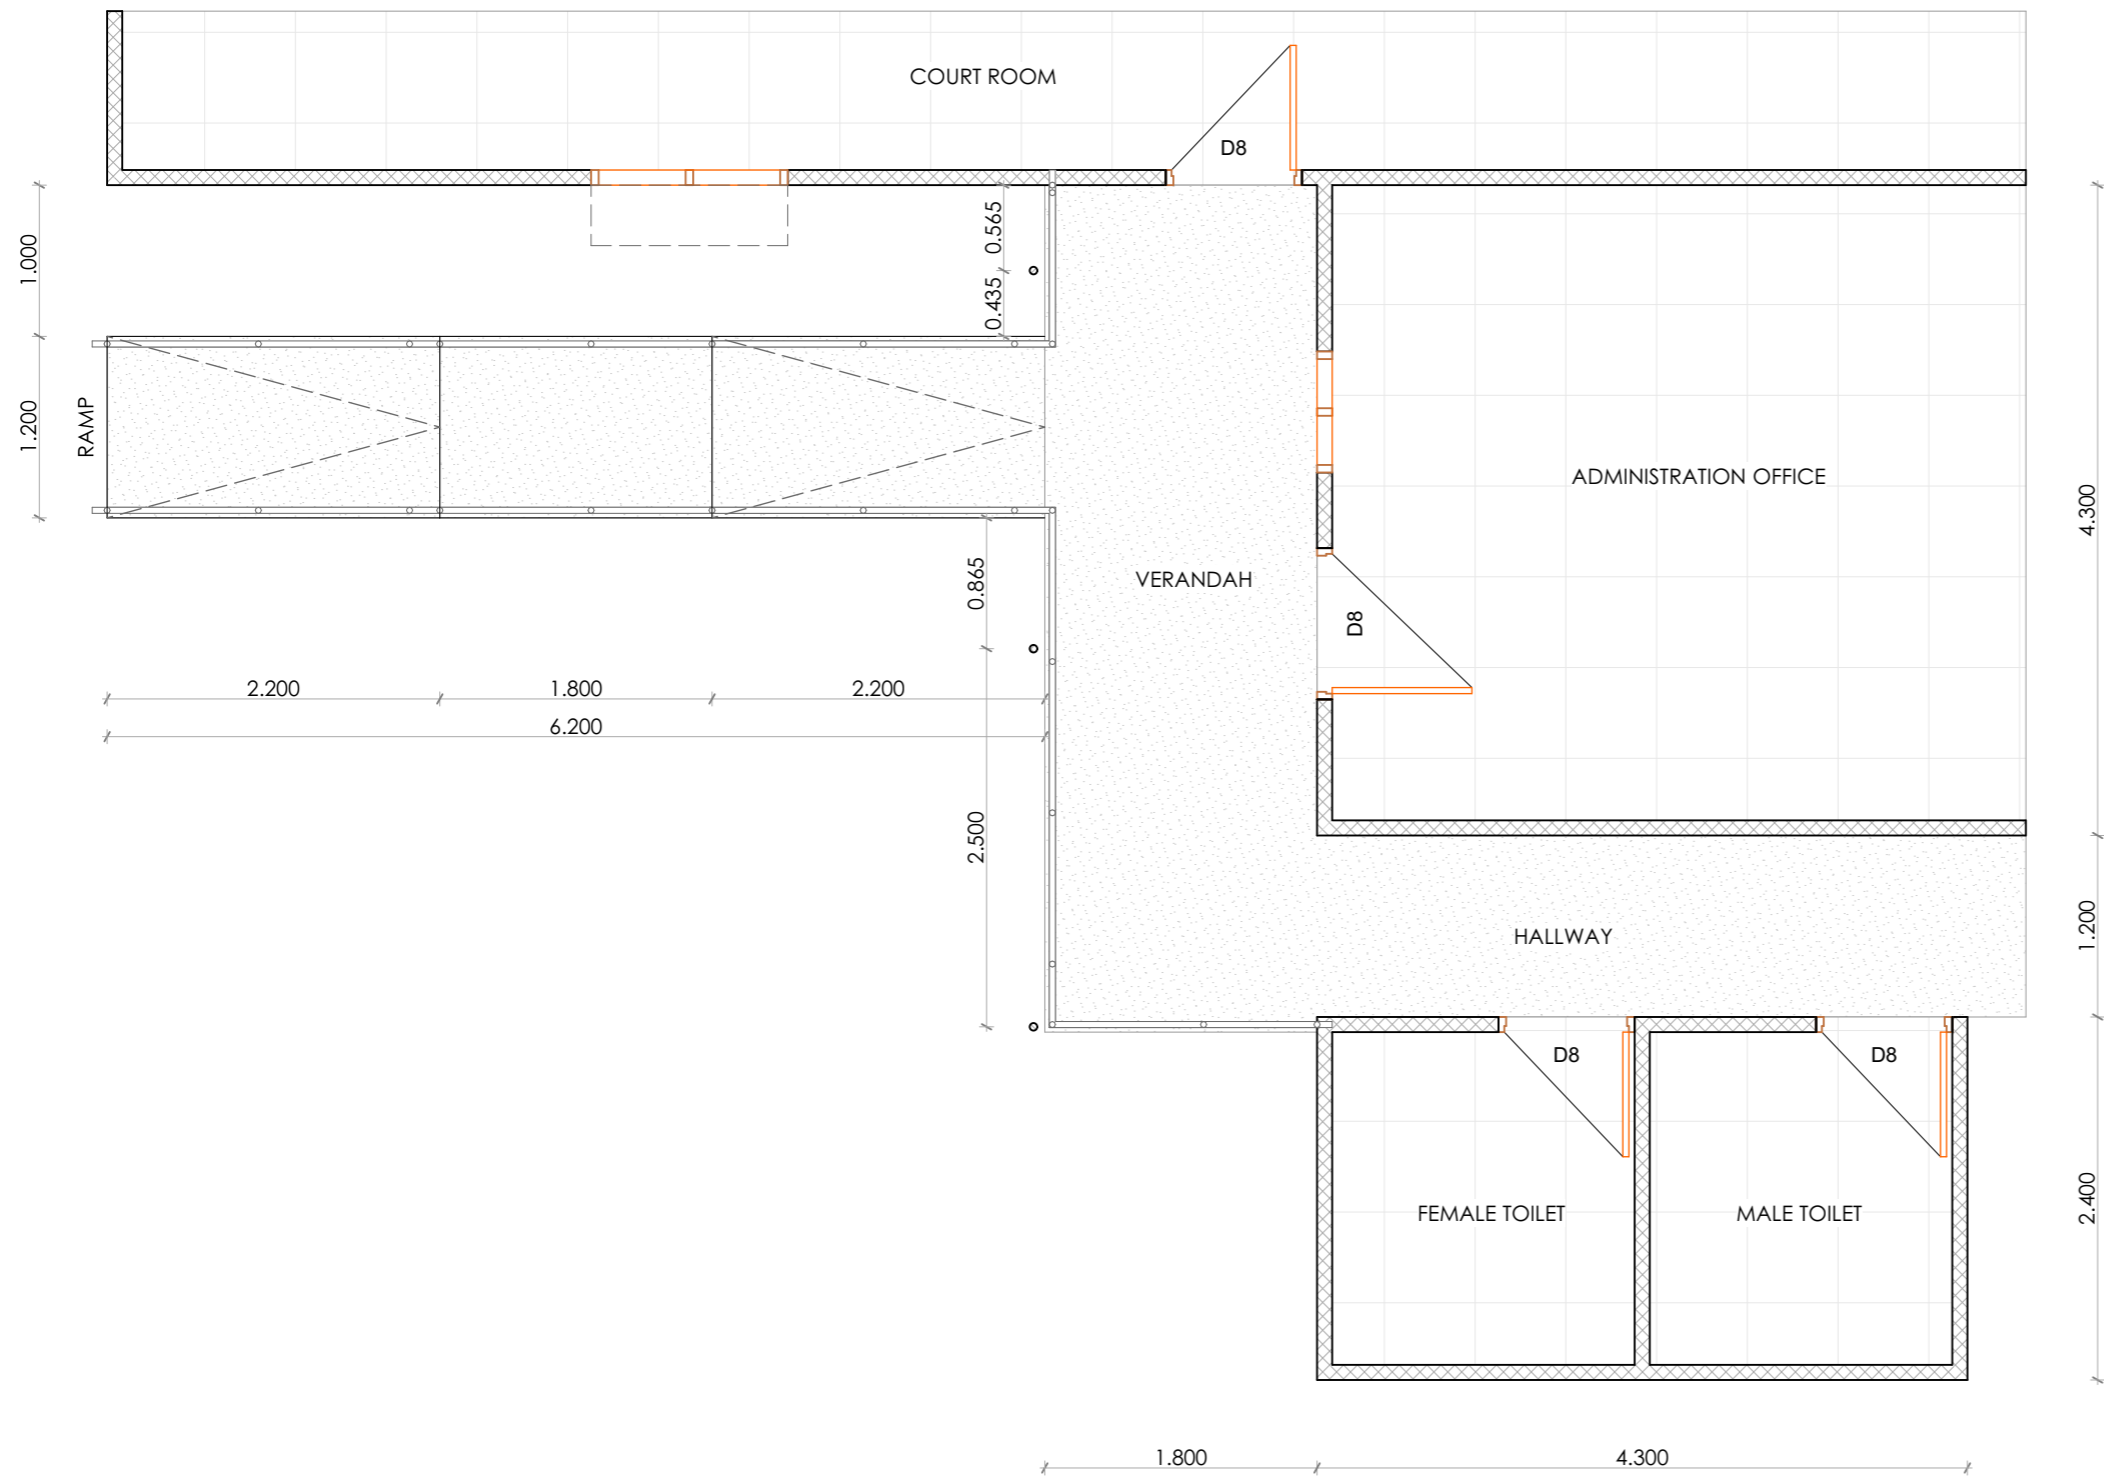 COURT ROOM
D8
0.565
1.000
0.435
RAMP
1.200
ADMINISTRATION OFFICE
4.300
0.865
VERANDAH
D8
2.200
1.800
2.200
6.200
2.500
HALLWAY
1.200
D8
D8
FEMALE TOILET
MALE TOILET
2.400
1.800
4.300